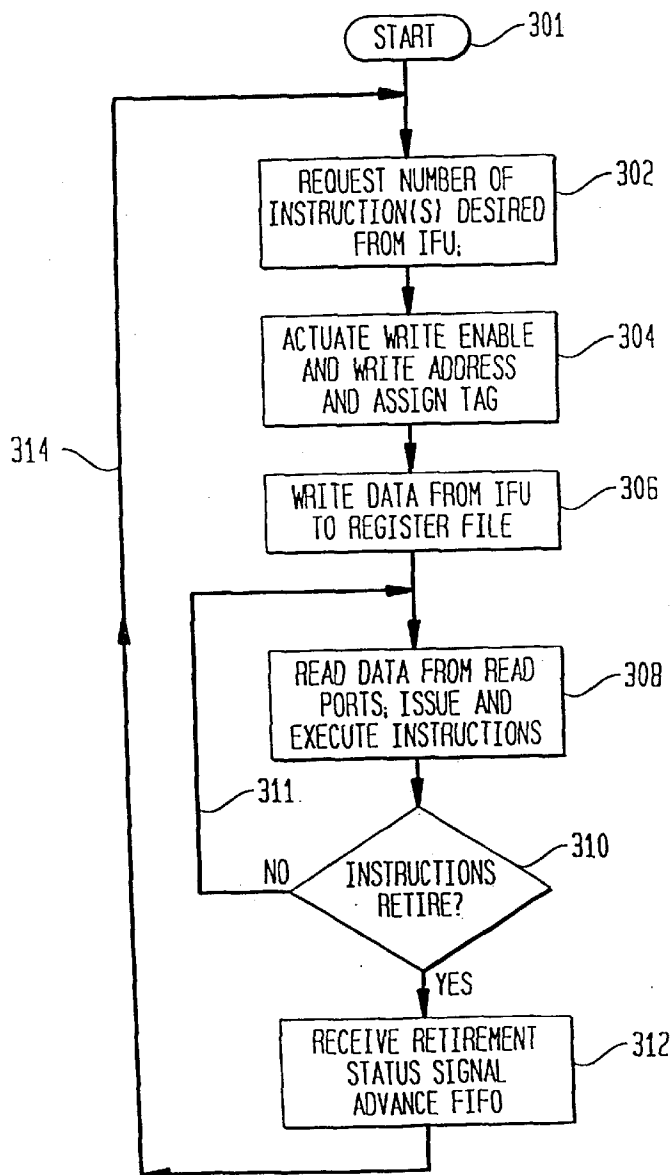 START
301
REQUEST NUMBER OF
INSTRUCTION(S) DESIRED
FROM IFU;
302
ACTUATE WRITE ENABLE
AND WRITE ADDRESS
AND ASSIGN TAG
304
314
WRITE DATA FROM IFU
TO REGISTER FILE
306
READ DATA FROM READ
PORTS; ISSUE AND
EXECUTE INSTRUCTIONS
308
311
INSTRUCTIONS
RETIRE?
310
NO
YES
RECEIVE RETIREMENT
STATUS SIGNAL
ADVANCE FIFO
312